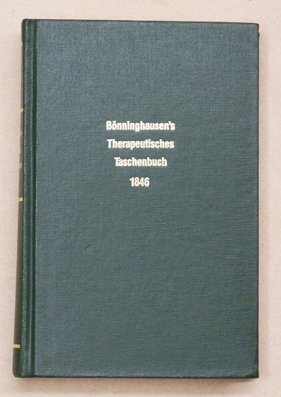 Bönninghausen's
Therapeutisches
Taschenbuch
1846